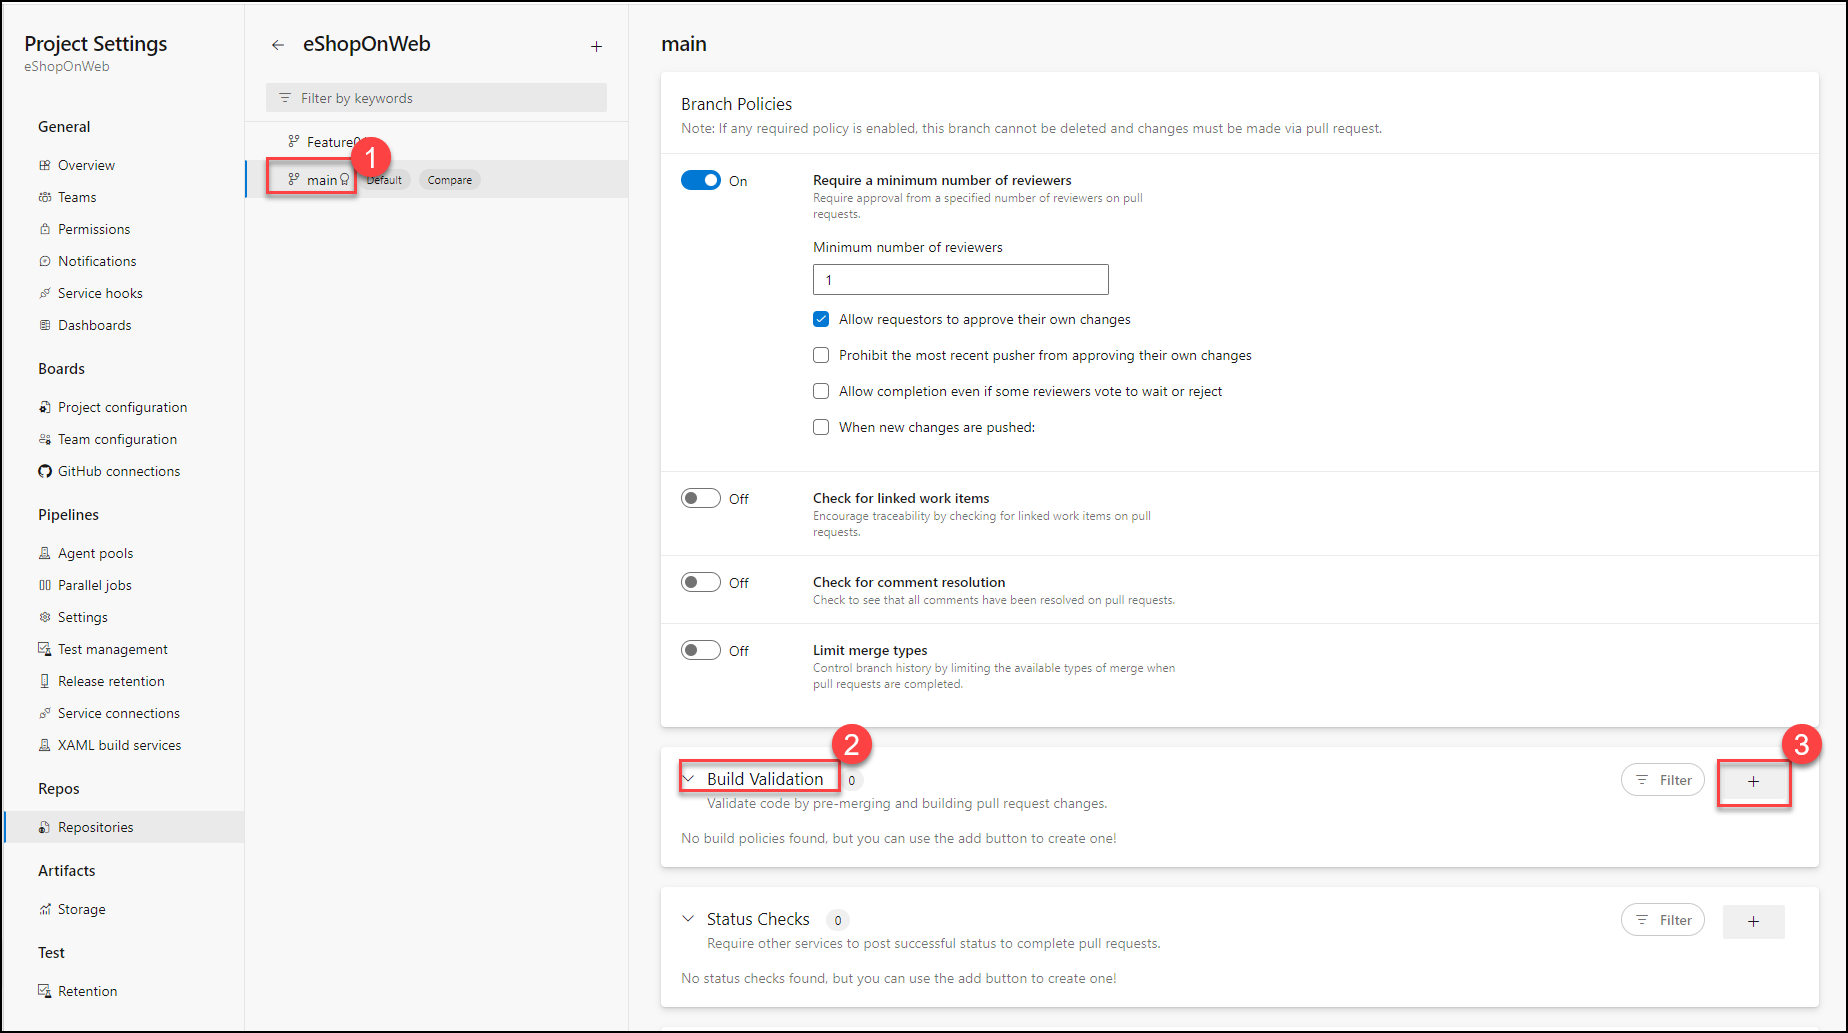 Project Settings
eShopOnWeb
General
Overview
Teams
Permissions
Notifications
Service hooks
Dashboards
Boards
Project configuration
Team configuration
GitHub connections
Pipelines
Agent pools
Parallel jobs
Settings
Test management
Release retention
Service connections
XAML build services
Repos
Repositories
Artifacts
Storage
Test
Retention
eShopOnWeb
Filter by keywords
1
main Default Compare
main
Branch Policies
Note: If any required policy is enabled, this branch cannot be deleted and changes must be made via pull request.
On
Require a minimum number of reviewers
Require approval from a specified number of reviewers on pull
requests.
Minimum number of reviewers
1
Allow requestors to approve their own changes
Prohibit the most recent pusher from approving their own changes
Allow completion even if some reviewers vote to wait or reject
When new changes are pushed:
Off
Check for linked work items
Encourage traceability by checking for linked work items on pull
requests.
Off
Check for comment resolution
Check to see that all comments have been resolved on pull requests.
Off
Limit merge types
Control branch history by limiting the available types of merge when
pull requests are completed.
2
3
Build Validation 0
Filter
Validate code by pre-merging and building pull request changes.
No build policies found, but you can use the add button to create one!
Status Checks 0
Filter
Require other services to post successful status to complete pull requests.
No status checks found, but you can use the add button to create one!